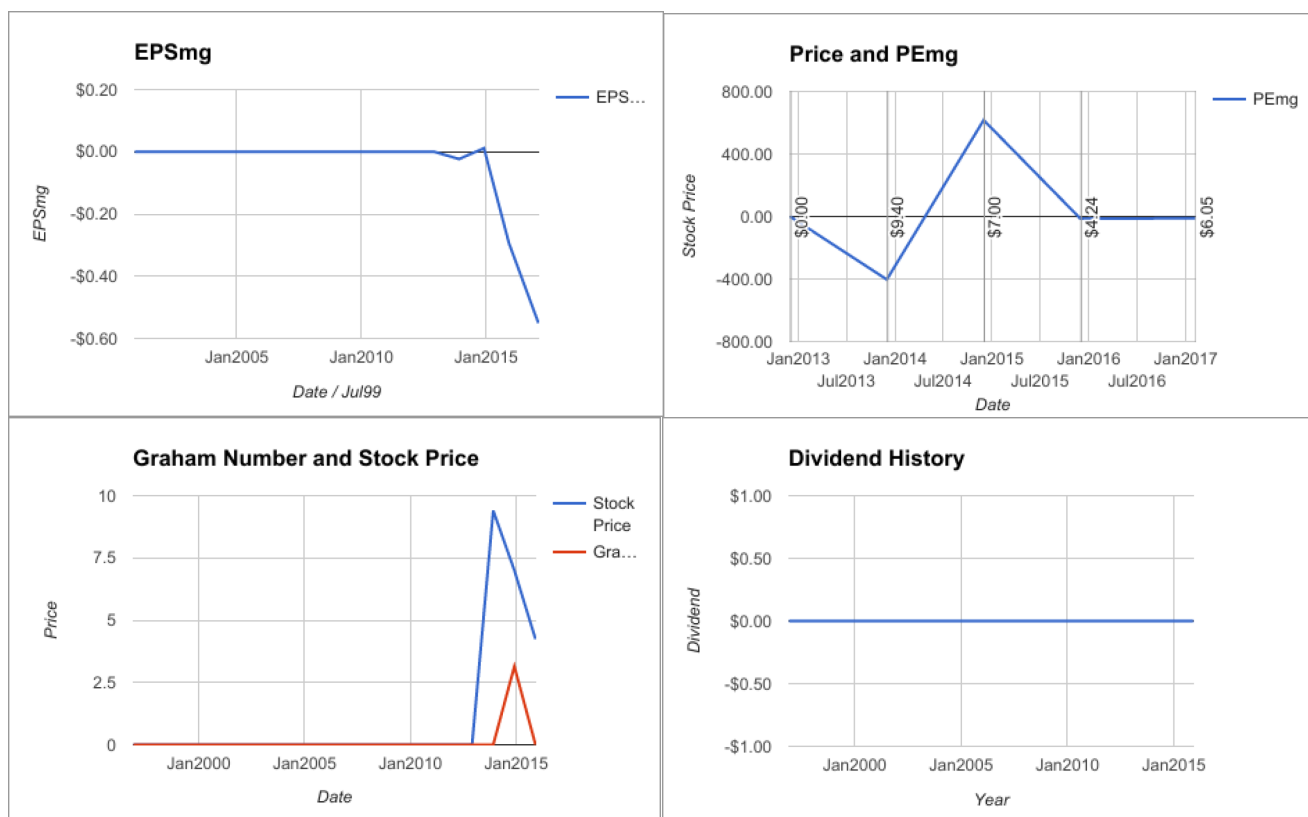 EPSmg
$0.20
$0.00
-$0.20
-$0.40
-$0.60
EPSmg
EPS…
Jan2005 Jan2010 Jan2015
Date / Jul99
Price and PEmg
800.00
400.00
0.00
-400.00
-800.00
Stock Price
PEmg
$0.00
$9.40
$7.00
$4.24
$6.05
Jan2013 Jan2014 Jan2015 Jan2016 Jan2017
Jul2013 Jul2014 Jul2015 Jul2016
Date
Graham Number and Stock Price
10
7.5
5
2.5
0
Price
Stock
Price
Gra…
Jan2000 Jan2005 Jan2010 Jan2015
Date
Dividend History
$1.00
$0.50
$0.00
-$0.50
-$1.00
Dividend
Jan2000 Jan2005 Jan2010 Jan2015
Year